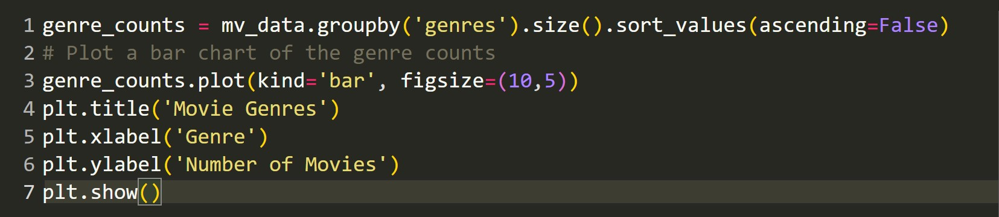 1 genre_counts = mv_data.groupby('genres').size().sort_values(ascending=False)
2 # Plot a bar chart of the genre counts
3 genre_counts.plot(kind='bar', figsize=(10,5))
4 plt.title('Movie Genres')
5 plt.xlabel('Genre')
6 plt.ylabel('Number of Movies')
7 plt.show()